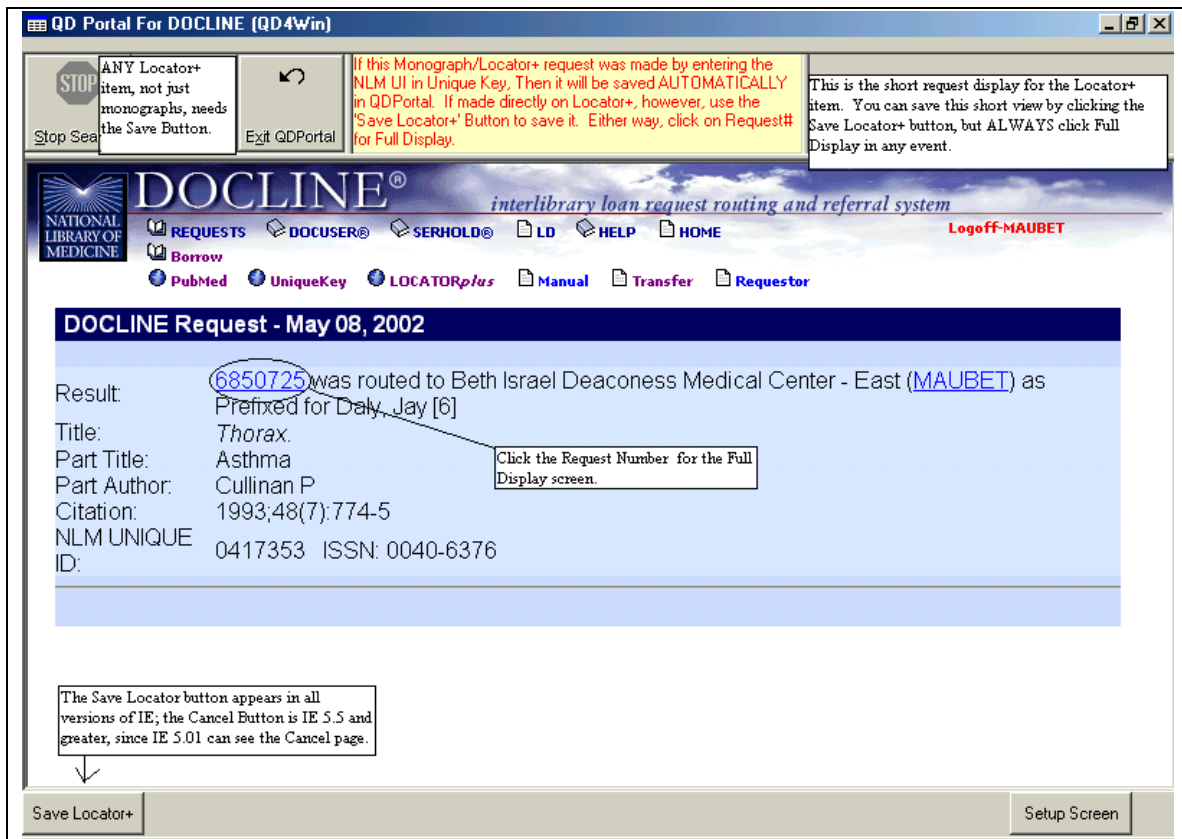 QD Portal For DOCLINE (QD4Win)
STOP
Stop Sea
ANY Locator+
item, not just
monographs, needs
the Save Button.
Exit QDPortal
If this Monograph/Locator+ request was made by entering the
NLM UI in Unique Key, Then it will be saved AUTOMATICALLY
in QDPortal. If made directly on Locator+, however, use the
'Save Locator+' Button to save it. Either way, click on Request#
for Full Display.
This is the short request display for the Locator+
item. You can save this short view by clicking the
Save Locator+ button, but ALWAYS click Full
Display in any event.
NATIONAL
LIBRARY OF
MEDICINE
DOCLINE®
interlibrary loan request routing and referral system
REQUESTS DOCUSER® SERHOLD® LD HELP HOME
Logoff-MAUBET
Borrow
PubMed UniqueKey LOCATORplus Manual Transfer Requestor
DOCLINE Request - May 08, 2002
Result: 6850725 was routed to Beth Israel Deaconess Medical Center - East (MAUBET) as
Prefixed for Daly, Jay [6]
Title: Thorax.
Part Title: Asthma
Part Author: Cullinan P
Citation: 1993;48(7):774-5
NLM UNIQUE
ID: 0417353 ISSN: 0040-6376
Click the Request Number for the Full
Display screen.
The Save Locator button appears in all
versions of IE; the Cancel Button is IE 5.5 and
greater, since IE 5.01 can see the Cancel page.
Save Locator+
Setup Screen